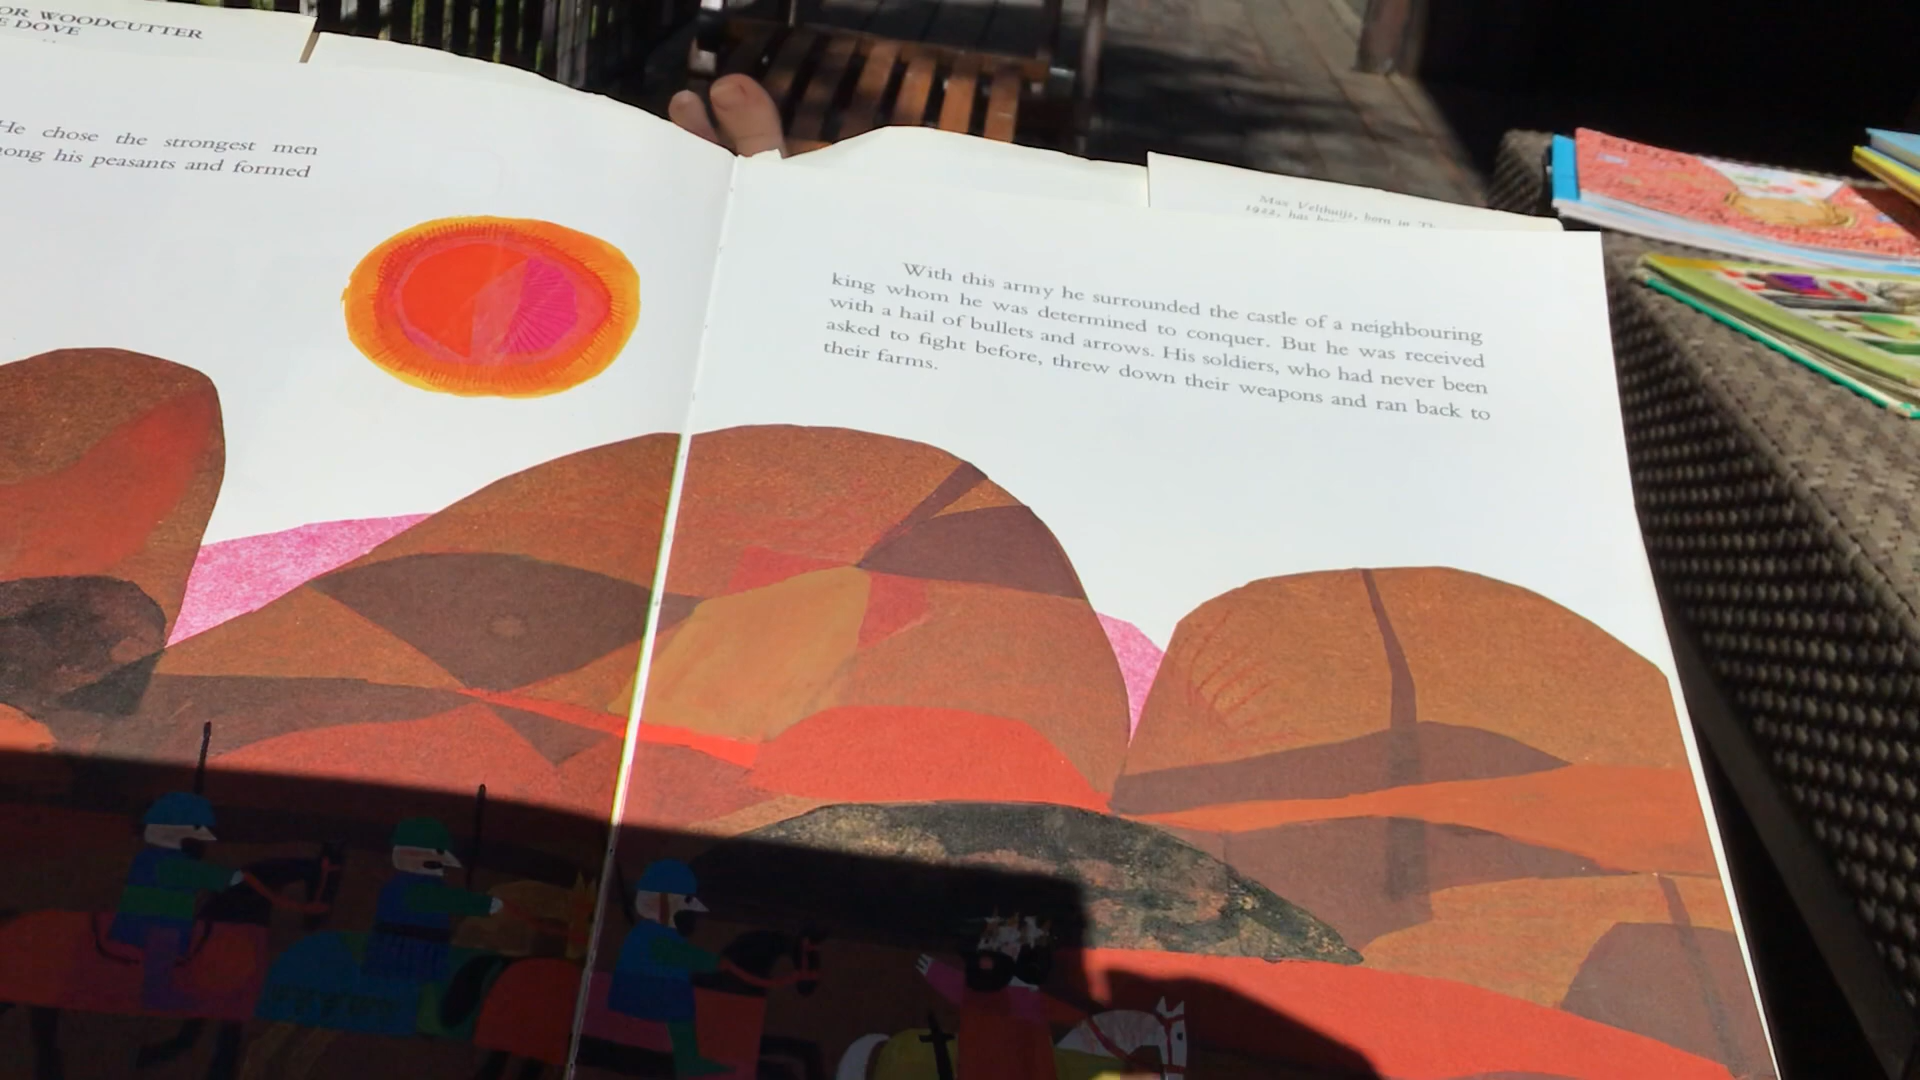 OR WOODCUTTER
E DOVE
He chose the strongest men
ong his peasants and formed
Max Velthuijs, born in Th
1923, has
With this army he surrounded the castle of a neighbouring
king whom he was determined to conquer. But he was received
with a hail of bullets and arrows. His soldiers, who had never been
asked to fight before, threw down their weapons and ran back to
their farms.